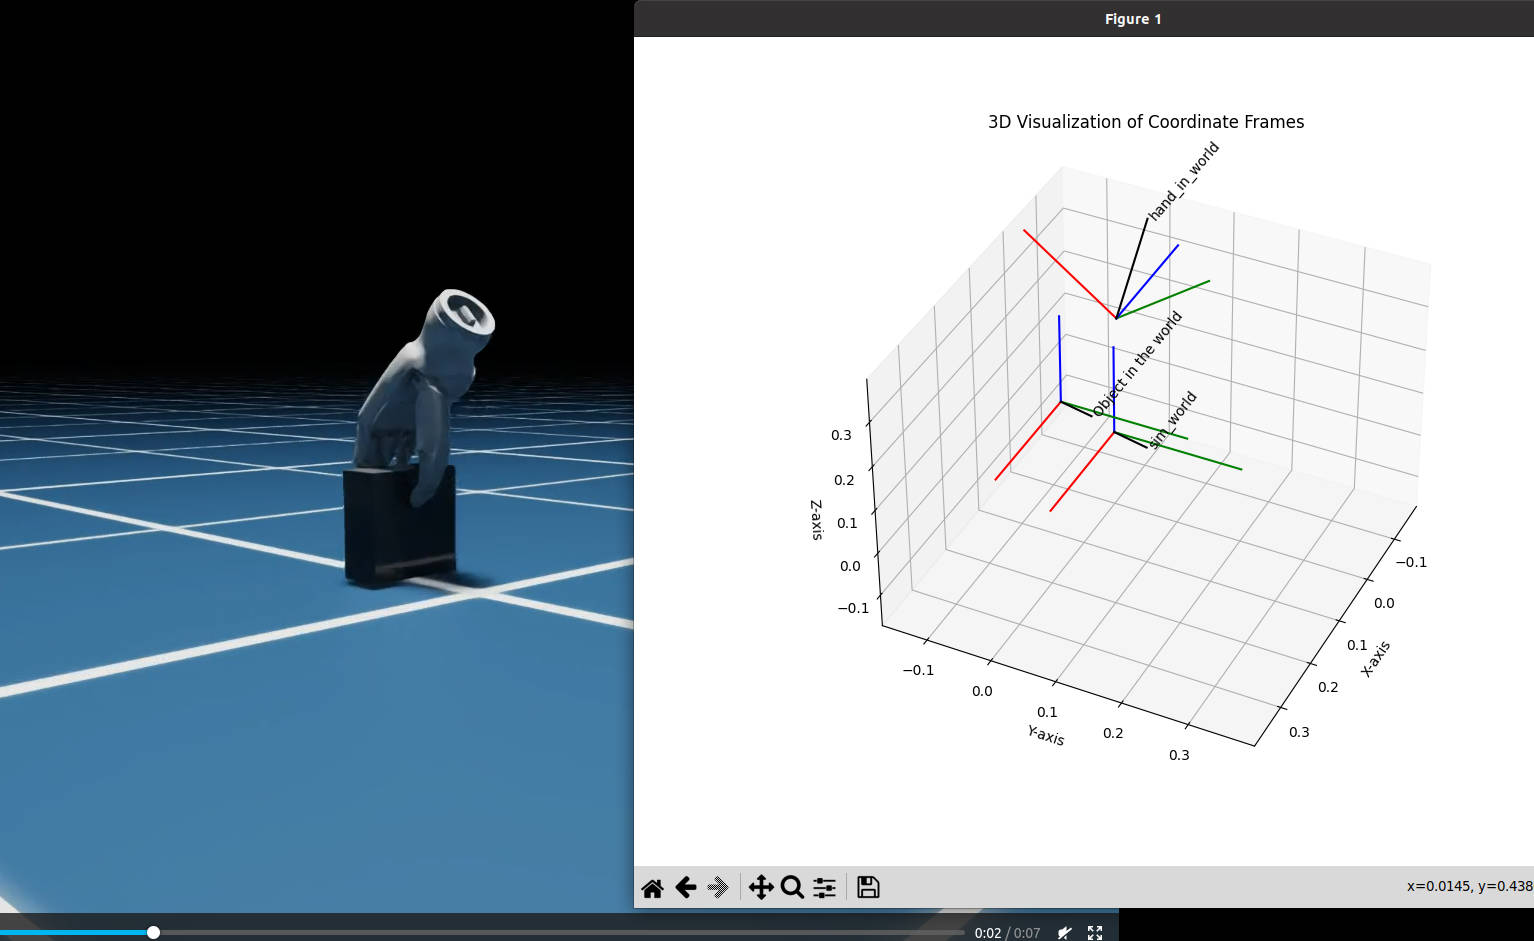 Figure 1
3D Visualization of Coordinate Frames
hand_in_world
Object in the world
sim_world
0.3
0.2
0.1
0.0
−0.1
Z-axis
−0.1
0.0
0.1
0.2
0.3
Y-axis
−0.1
0.0
0.1
0.2
0.3
X-axis
x=0.0145, y=0.438
0:02 / 0:07